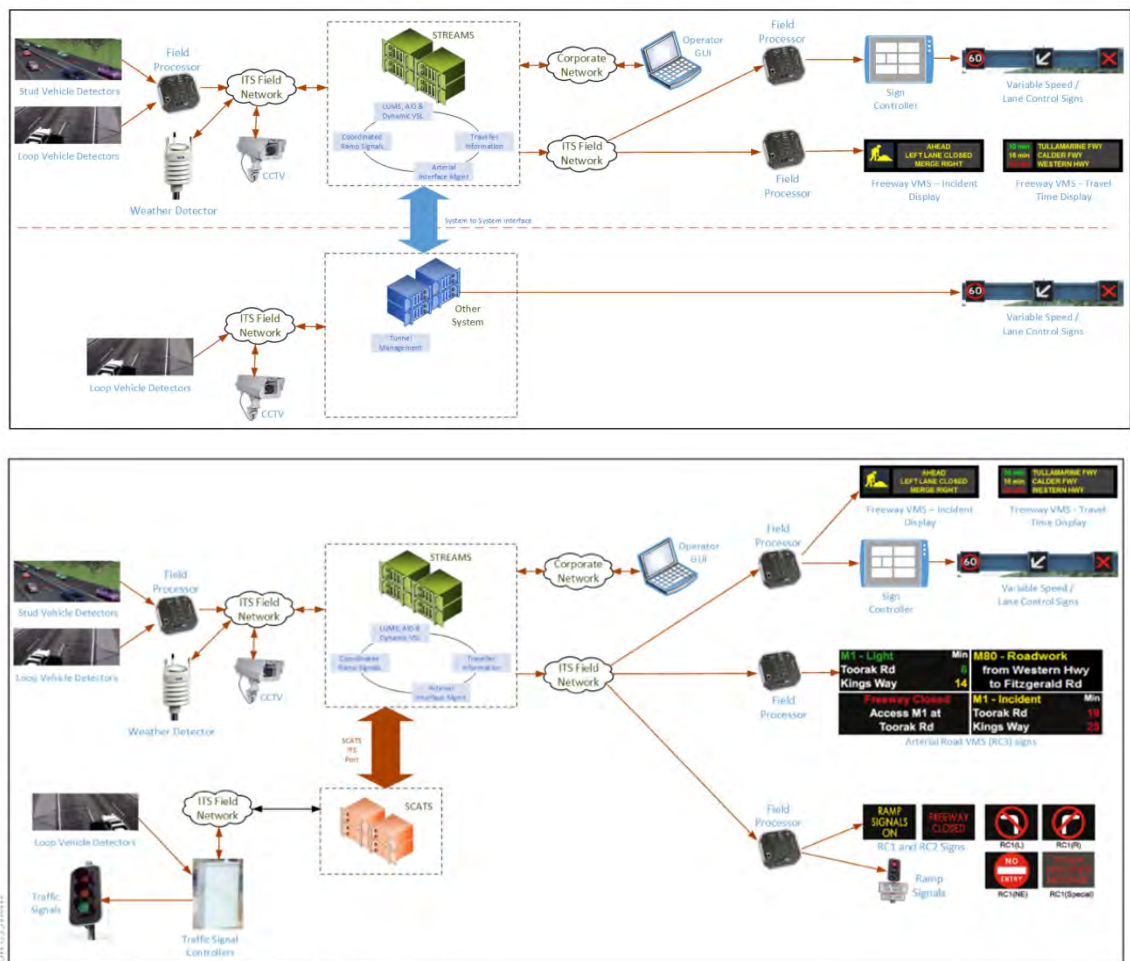 STREAMS
Field
Processor
ITS Field
Network
Stud Vehicle Detectors
Loop Vehicle Detectors
Weather Detector
CCTV
LUMS, AID &
Dynamic VSL
Coordinated
Ramp Signals
Traveller
Information
Arterial
Interface Mgmt
Corporate
Network
Operator
GUI
ITS Field
Network
Field
Processor
Sign
Controller
60
Variable Speed /
Lane Control Signs
Field
Processor
AHEAD
LEFT LANE CLOSED
MERGE RIGHT
Freeway VMS – Incident
Display
TULLAMARINE FWY
18 min CALDER FWY
WESTERN HWY
Freeway VMS - Travel
Time Display
System to System Interface
Other
System
Tunnel
Management
ITS Field
Network
Loop Vehicle Detectors
CCTV
60
Variable Speed /
Lane Control Signs
AHEAD
LEFT LANE CLOSED
MERGE RIGHT
Freeway VMS – Incident
Display
TULLAMARINE FWY
18 min CALDER FWY
WESTERN HWY
Freeway VMS - Travel
Time Display
STREAMS
Field
Processor
ITS Field
Network
Stud Vehicle Detectors
Loop Vehicle Detectors
Weather Detector
CCTV
LUMS, AID &
Dynamic VSL
Coordinated
Ramp Signals
Traveller
Information
Interface Mgmt
Corporate
Network
Operator
GUI
Field
Processor
Sign
Controller
60
Variable Speed /
Lane Control Signs
ITS Field
Network
Field
Processor
M1 - Light Min
Toorak Rd 6
Kings Way 14
M80 - Roadwork
from Western Hwy
to Fitzgerald Rd
Freeway Closed
Access M1 at
Toorak Rd
M1 - Incident Min
Toorak Rd
Kings Way
Arterial Road VMS (RC3) signs
SCATS
ITS
Port
SCATS
ITS Field
Network
Loop Vehicle Detectors
Traffic
Signals
Traffic Signal
Controllers
Field
Processor
RAMP
SIGNALS
ON
FREEWAY
CLOSED
RC1 and RC2 Signs
Ramp
Signals
RC1(L)
RC1(R)
NO
ENTRY
RC1(NE)
RC1(Special)